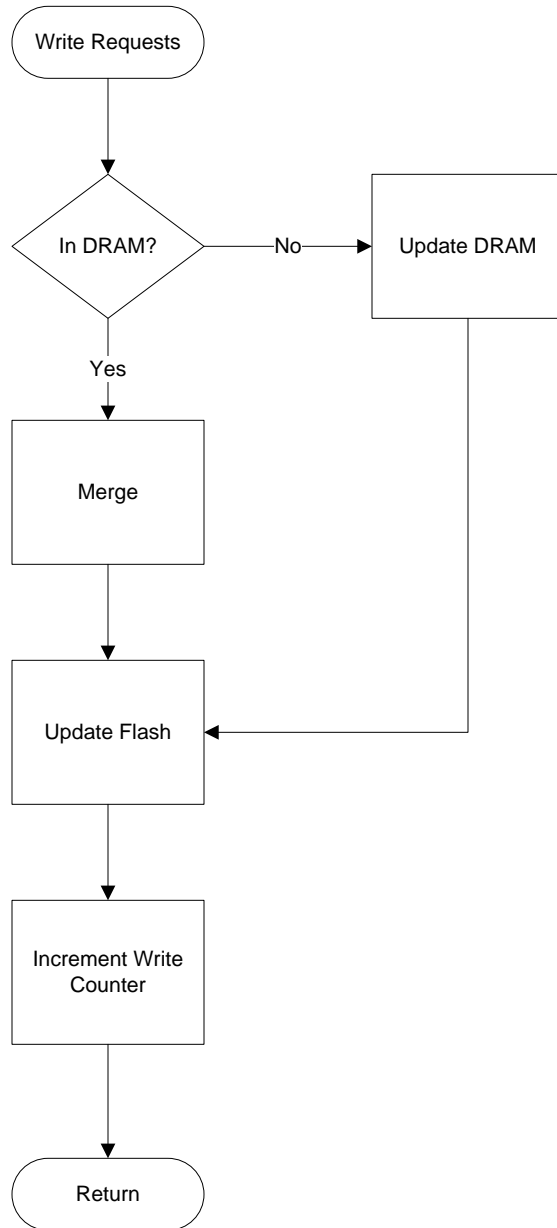 Write Requests
In DRAM?
No
Update DRAM
Yes
Merge
Update Flash
Increment Write
Counter
Return